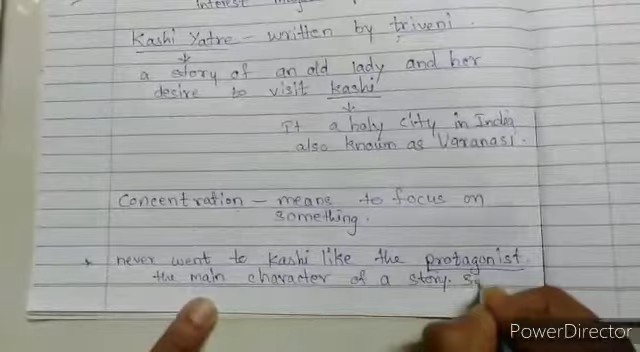 Interest
Kashi Yatre - written by triveni.
a story of an old lady and her
desire to visit Kashi
It a holy city in India
also known as Varanasi.
Concentration - means to focus on
something.
* never went to Kashi like the protagonist
the main character of a story. S
PowerDirector